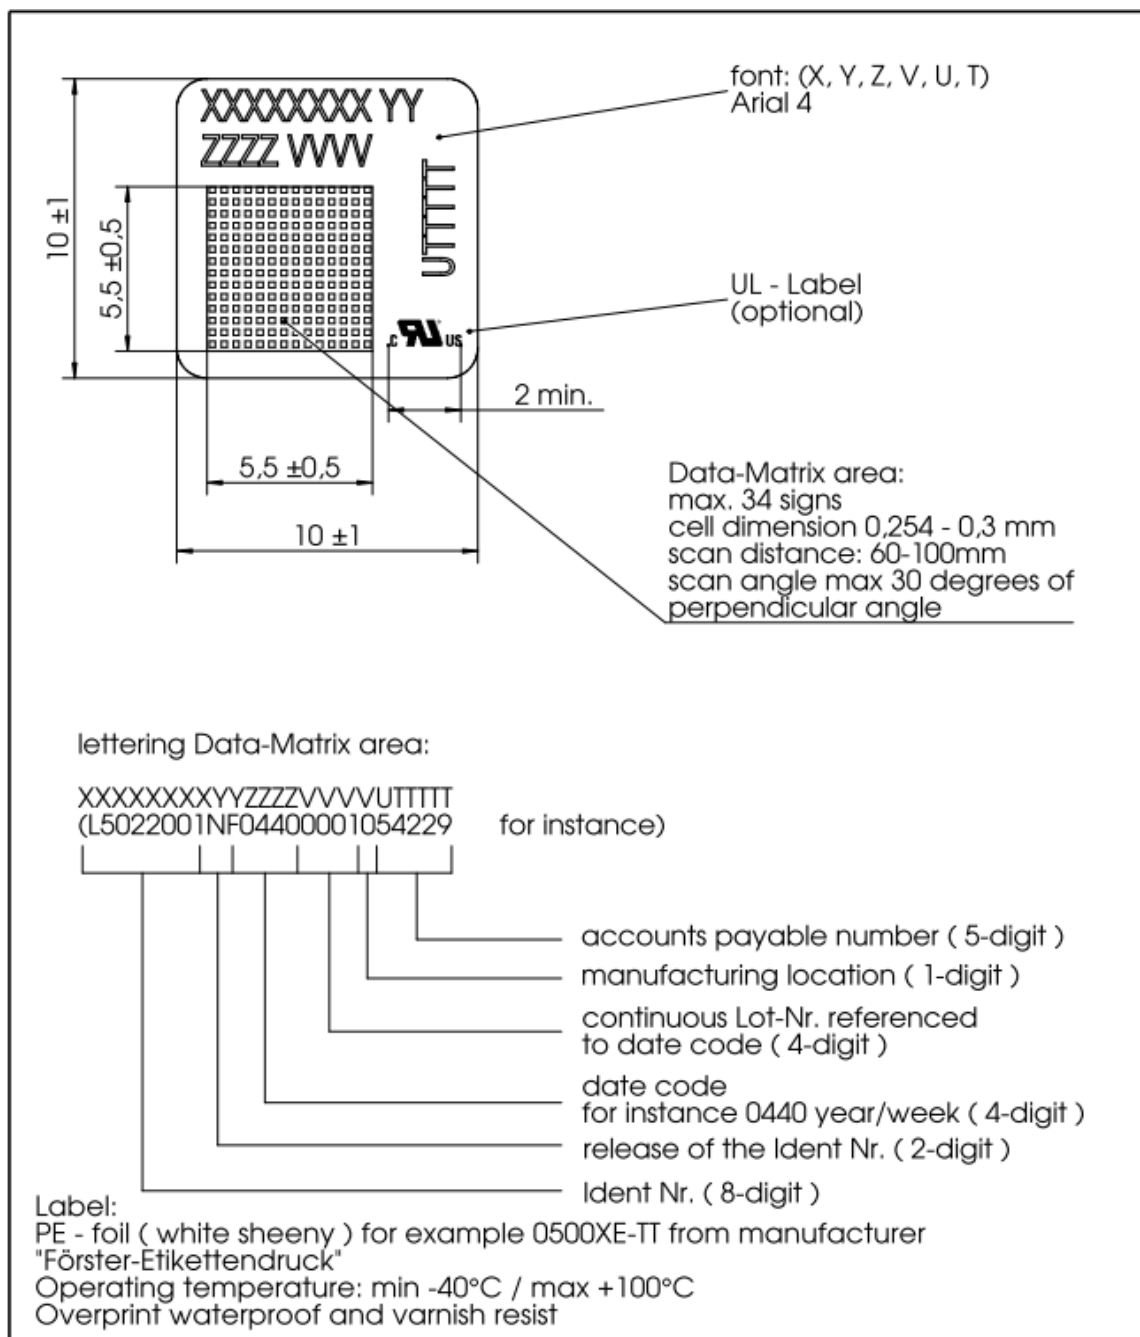 XXXXXXXX YY
ZZZZ VVVV
UTTTTT
font: (X, Y, Z, V, U, T)
Arial 4
10 ±1
5,5 ±0,5
UL - Label
(optional)
c RU US
2 min.
5,5 ±0,5
10 ±1
Data-Matrix area:
max. 34 signs
cell dimension 0,254 - 0,3 mm
scan distance: 60-100mm
scan angle max 30 degrees of
perpendicular angle
lettering Data-Matrix area:
XXXXXXXXYYZZZZVVVVUTTTTT
(L5022001NF04400001054229 for instance)
accounts payable number ( 5-digit )
manufacturing location ( 1-digit )
continuous Lot-Nr. referenced
to date code ( 4-digit )
date code
for instance 0440 year/week ( 4-digit )
release of the Ident Nr. ( 2-digit )
Ident Nr. ( 8-digit )
Label:
PE - foil ( white sheeny ) for example 0500XE-TT from manufacturer
"Förster-Etikettendruck"
Operating temperature: min -40°C / max +100°C
Overprint waterproof and varnish resist